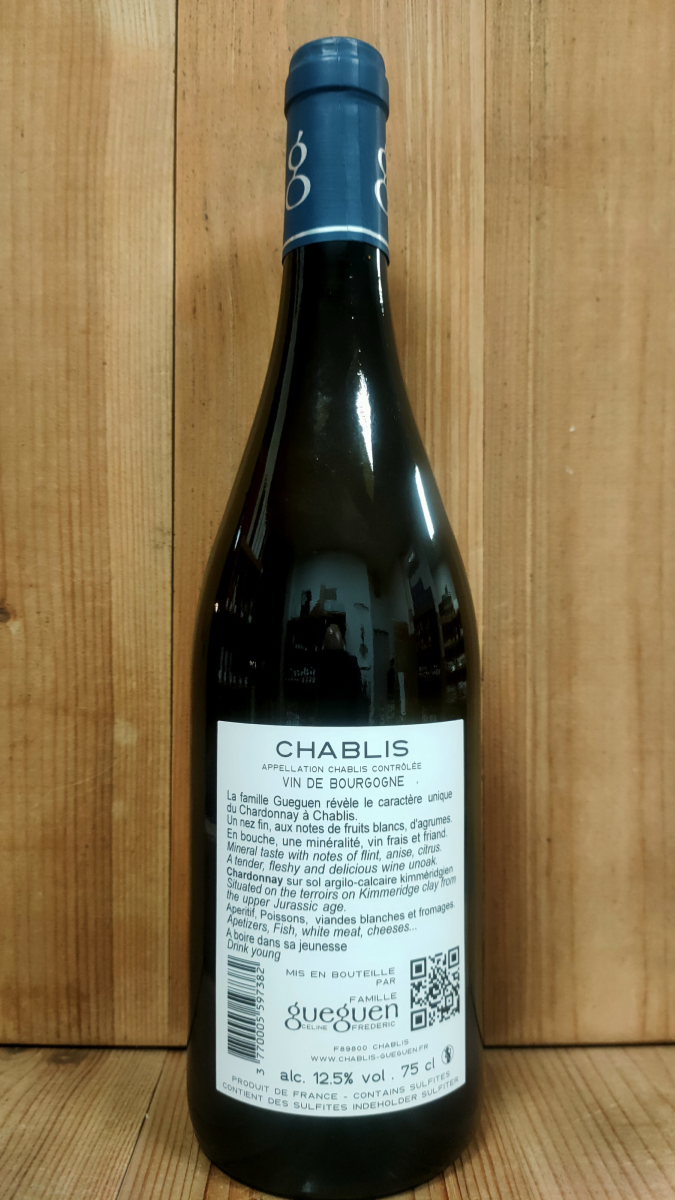 g g
CHABLIS
APPELLATION CHABLIS CONTRÔLÉE
VIN DE BOURGOGNE
La famille Gueguen révèle le caractère unique
du Chardonnay à Chablis.
Un nez fin, aux notes de fruits blancs, d'agrumes.
En bouche, une minéralité, vin frais et friand.
Mineral taste with notes of flint, anise, citrus.
A tender, fleshy and delicious wine unoak.
Chardonnay sur sol argilo-calcaire kimméridgien
Situated on the terroirs on Kimmeridge clay from
the upper Jurassic age.
Aperitif, Poissons, viandes blanches et fromages.
Apetizers, Fish, white meat, cheeses...
A boire dans sa jeunesse
Drink young
MIS EN BOUTEILLE
PAR
FAMILLE
gueguen
CÉLINE FRÉDÉRIC
F89800 CHABLIS
WWW.CHABLIS-GUEGUEN.FR
3 770005 597382
alc. 12.5% vol . 75 cl
PRODUIT DE FRANCE - CONTAINS SULFITES
CONTIENT DES SULFITES INDEHOLDER SULFITER